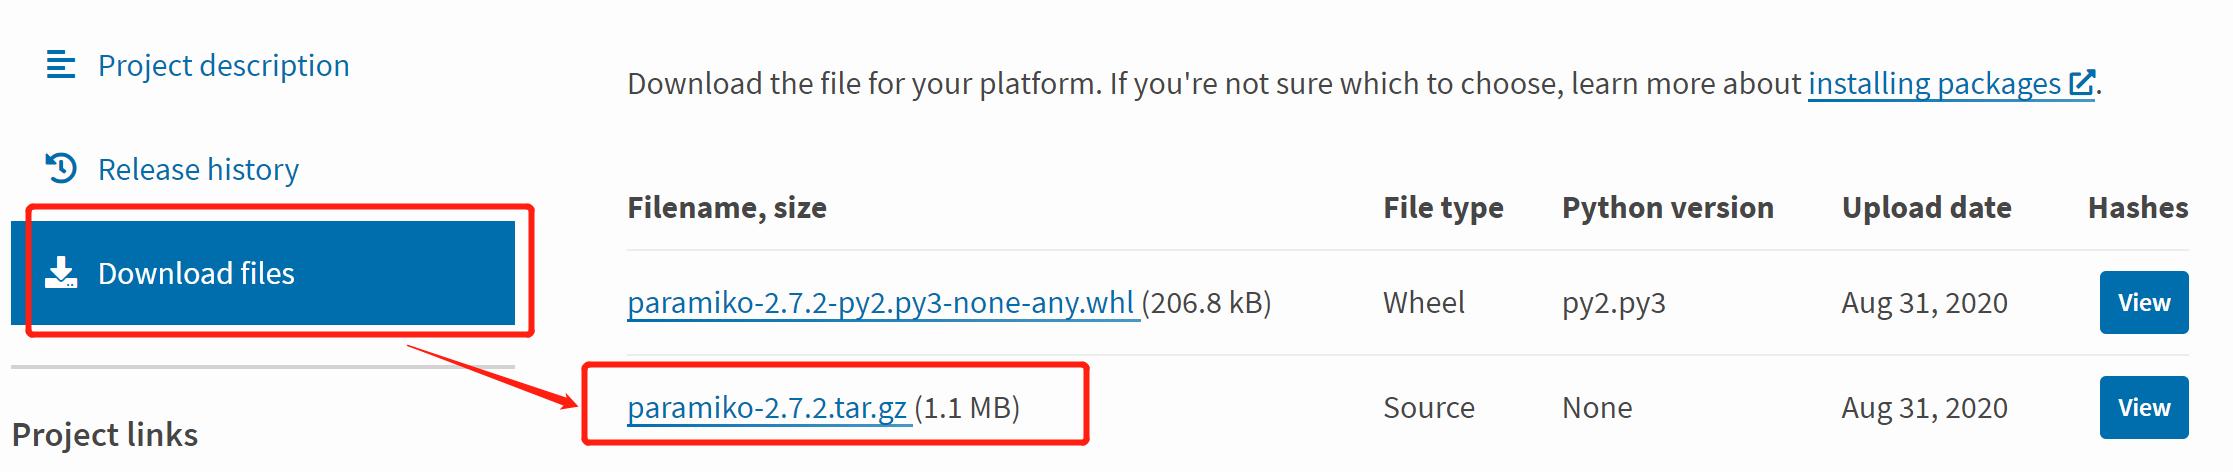 Project description
Release history
Download files
Project links
Download the file for your platform. If you're not sure which to choose, learn more about installing packages.
Filename, size File type Python version Upload date Hashes
paramiko-2.7.2-py2.py3-none-any.whl (206.8 kB) Wheel py2.py3 Aug 31, 2020 View
paramiko-2.7.2.tar.gz (1.1 MB) Source None Aug 31, 2020 View